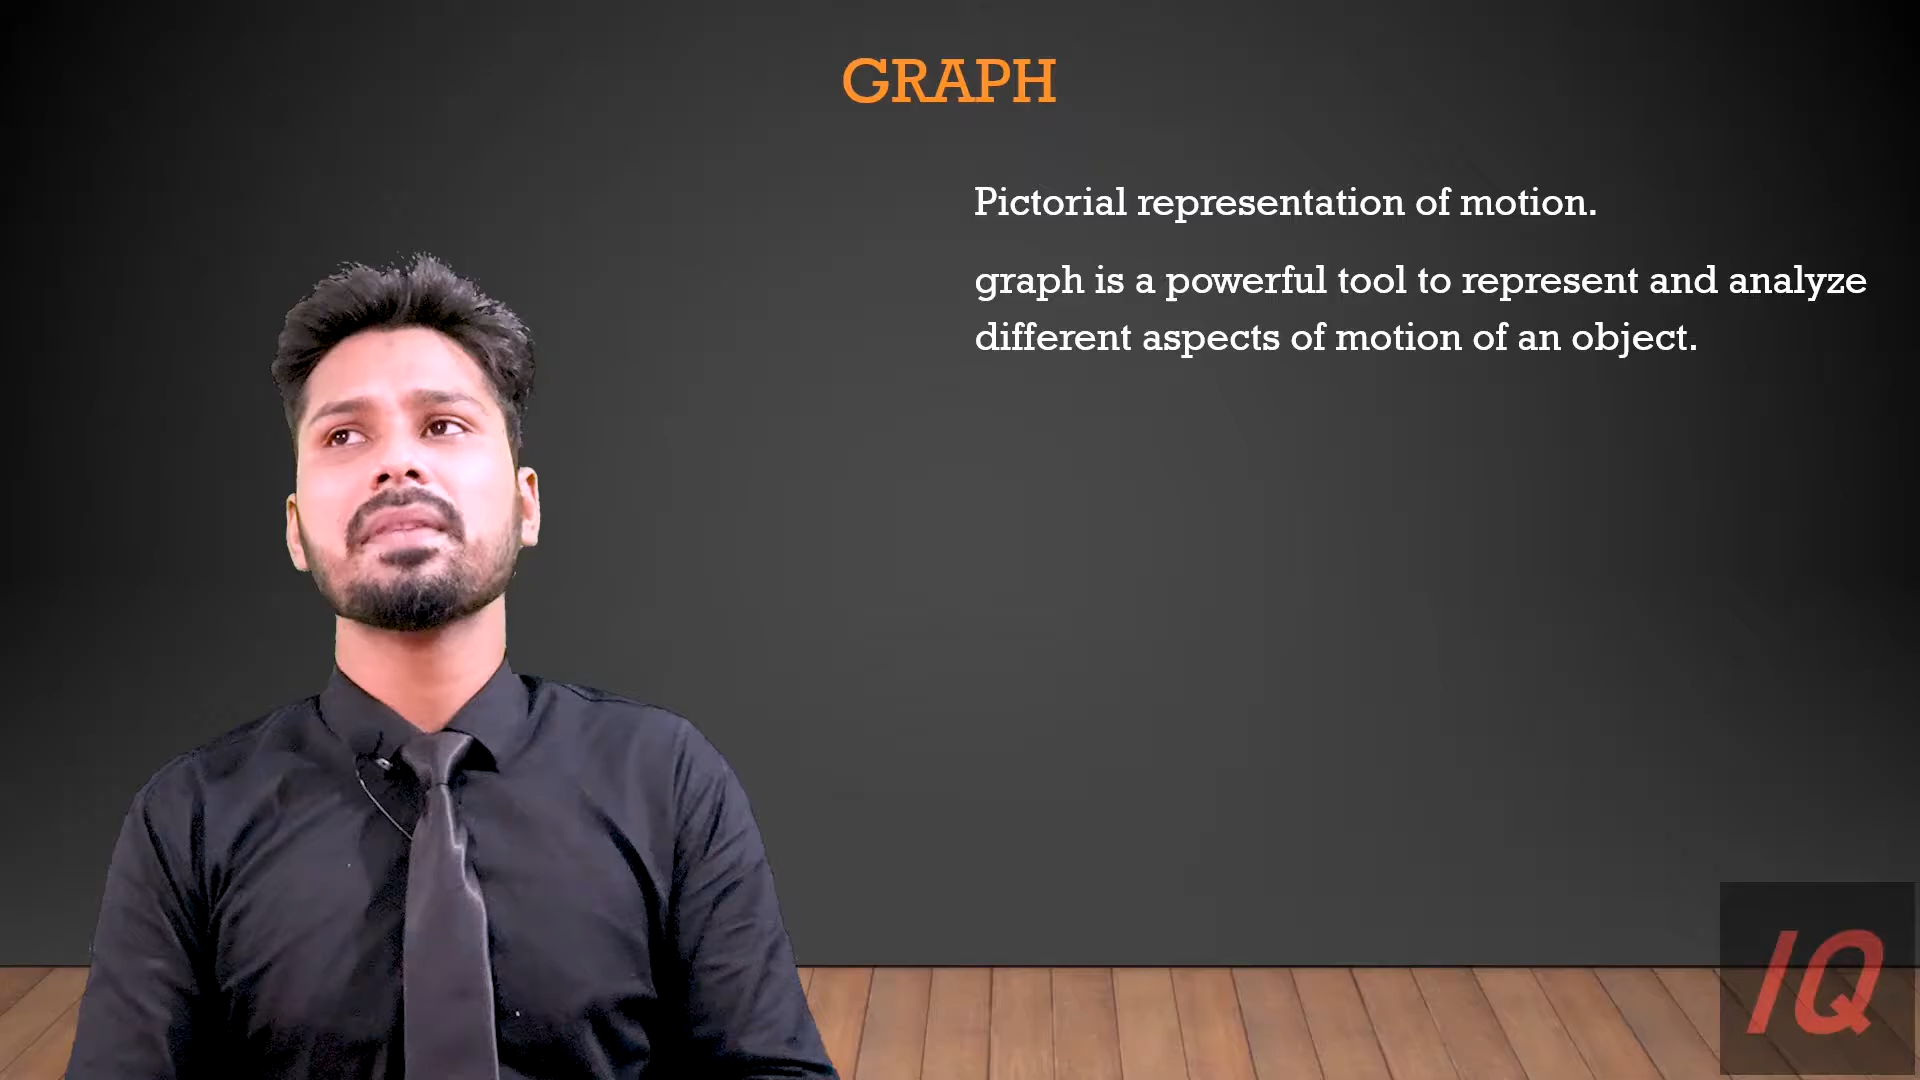 GRAPH
Pictorial representation of motion.
graph is a powerful tool to represent and analyze
different aspects of motion of an object.
IQ